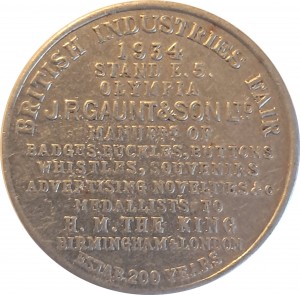 BRITISH INDUSTRIES FAIR
1934
STAND E.5.
OLYMPIA
J.R.GAUNT & SON LTD
MANUFRS OF
BADGES, BUCKLES, BUTTONS
WHISTLES, SOUVENIRS
ADVERTISING NOVELTIES &c
MEDALLISTS TO
H. M. THE KING
BIRMINGHAM & LONDON
ESTAB. 200 YEARS